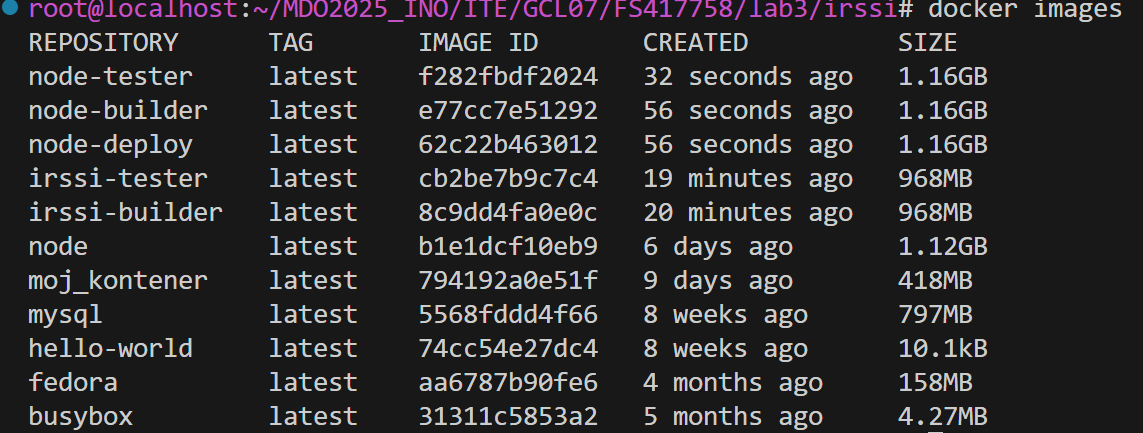 root@localhost:~/MDO2025_INO/ITE/GCL07/FS417758/lab3/irssi# docker images
REPOSITORY TAG IMAGE ID CREATED SIZE
node-tester latest f282fbdf2024 32 seconds ago 1.16GB
node-builder latest e77cc7e51292 56 seconds ago 1.16GB
node-deploy latest 62c22b463012 56 seconds ago 1.16GB
irssi-tester latest cb2be7b9c7c4 19 minutes ago 968MB
irssi-builder latest 8c9dd4fa0e0c 20 minutes ago 968MB
node latest b1e1dcf10eb9 6 days ago 1.12GB
moj_kontener latest 794192a0e51f 9 days ago 418MB
mysql latest 5568fddd4f66 8 weeks ago 797MB
hello-world latest 74cc54e27dc4 8 weeks ago 10.1kB
fedora latest aa6787b90fe6 4 months ago 158MB
busybox latest 31311c5853a2 5 months ago 4.27MB